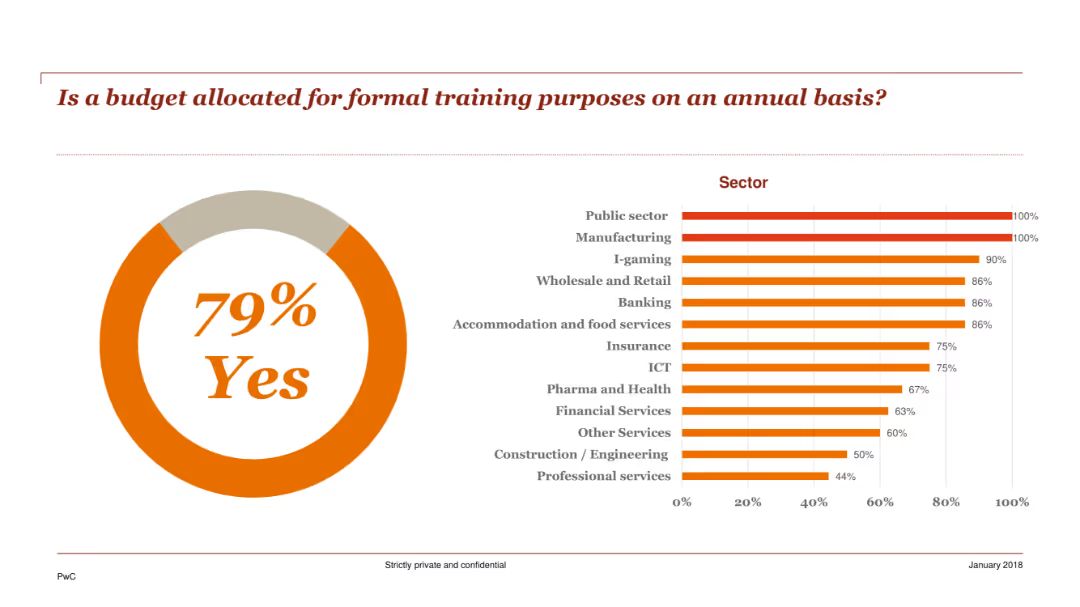 Is a budget allocated for formal training purposes on an annual basis?
79%
Yes
Sector
Public sector 100%
Manufacturing 100%
I-gaming 90%
Wholesale and Retail 86%
Banking 86%
Accommodation and food services 86%
Insurance 75%
ICT 75%
Pharma and Health 67%
Financial Services 63%
Other Services 60%
Construction / Engineering 50%
Professional services 44%
0% 20% 40% 60% 80% 100%
Strictly private and confidential January 2018
PwC